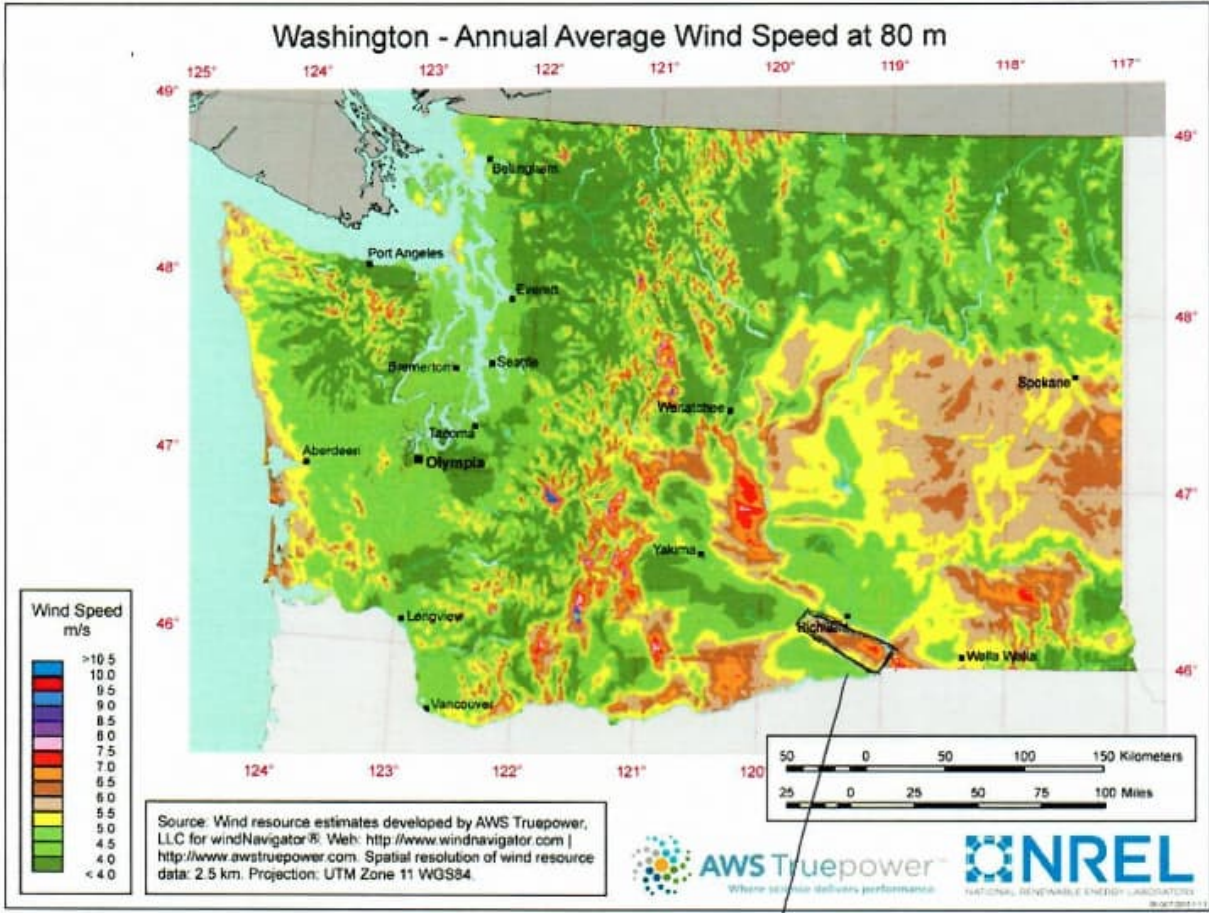 Washington - Annual Average Wind Speed at 80 m
125° 124° 123° 122° 121° 120° 119° 118° 117°
49°
49°
Bellingham
Port Angeles
48°
Everett
48°
Bremerton
Seattle
Spokane
Wenatchee
Tacoma
47°
Aberdeen
Olympia
47°
Yakima
Wind Speed
m/s
>10.5
10.0
9.5
9.0
8.5
8.0
7.5
7.0
6.5
6.0
5.5
5.0
4.5
4.0
< 4.0
46°
Longview
Richland
Walla Walla
46°
Vancouver
124° 123° 122° 121° 120°
50 0 50 100 150 Kilometers
25 0 25 50 75 100 Miles
Source: Wind resource estimates developed by AWS Truepower,
LLC for windNavigator®. Web: http://www.windnavigator.com |
http://www.awstruepower.com. Spatial resolution of wind resource
data: 2.5 km. Projection: UTM Zone 11 WGS84.
AWS Truepower™
Where science delivers performance.
NREL
NATIONAL RENEWABLE ENERGY LABORATORY